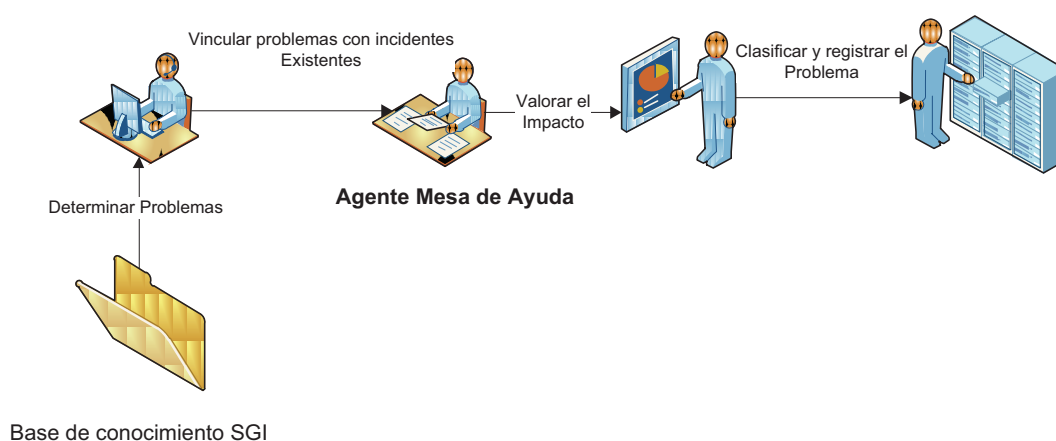 Vincular problemas con incidentes
Existentes
Clasificar y registrar el
Problema
Valorar el
Impacto
Agente Mesa de Ayuda
Determinar Problemas
Base de conocimiento SGI